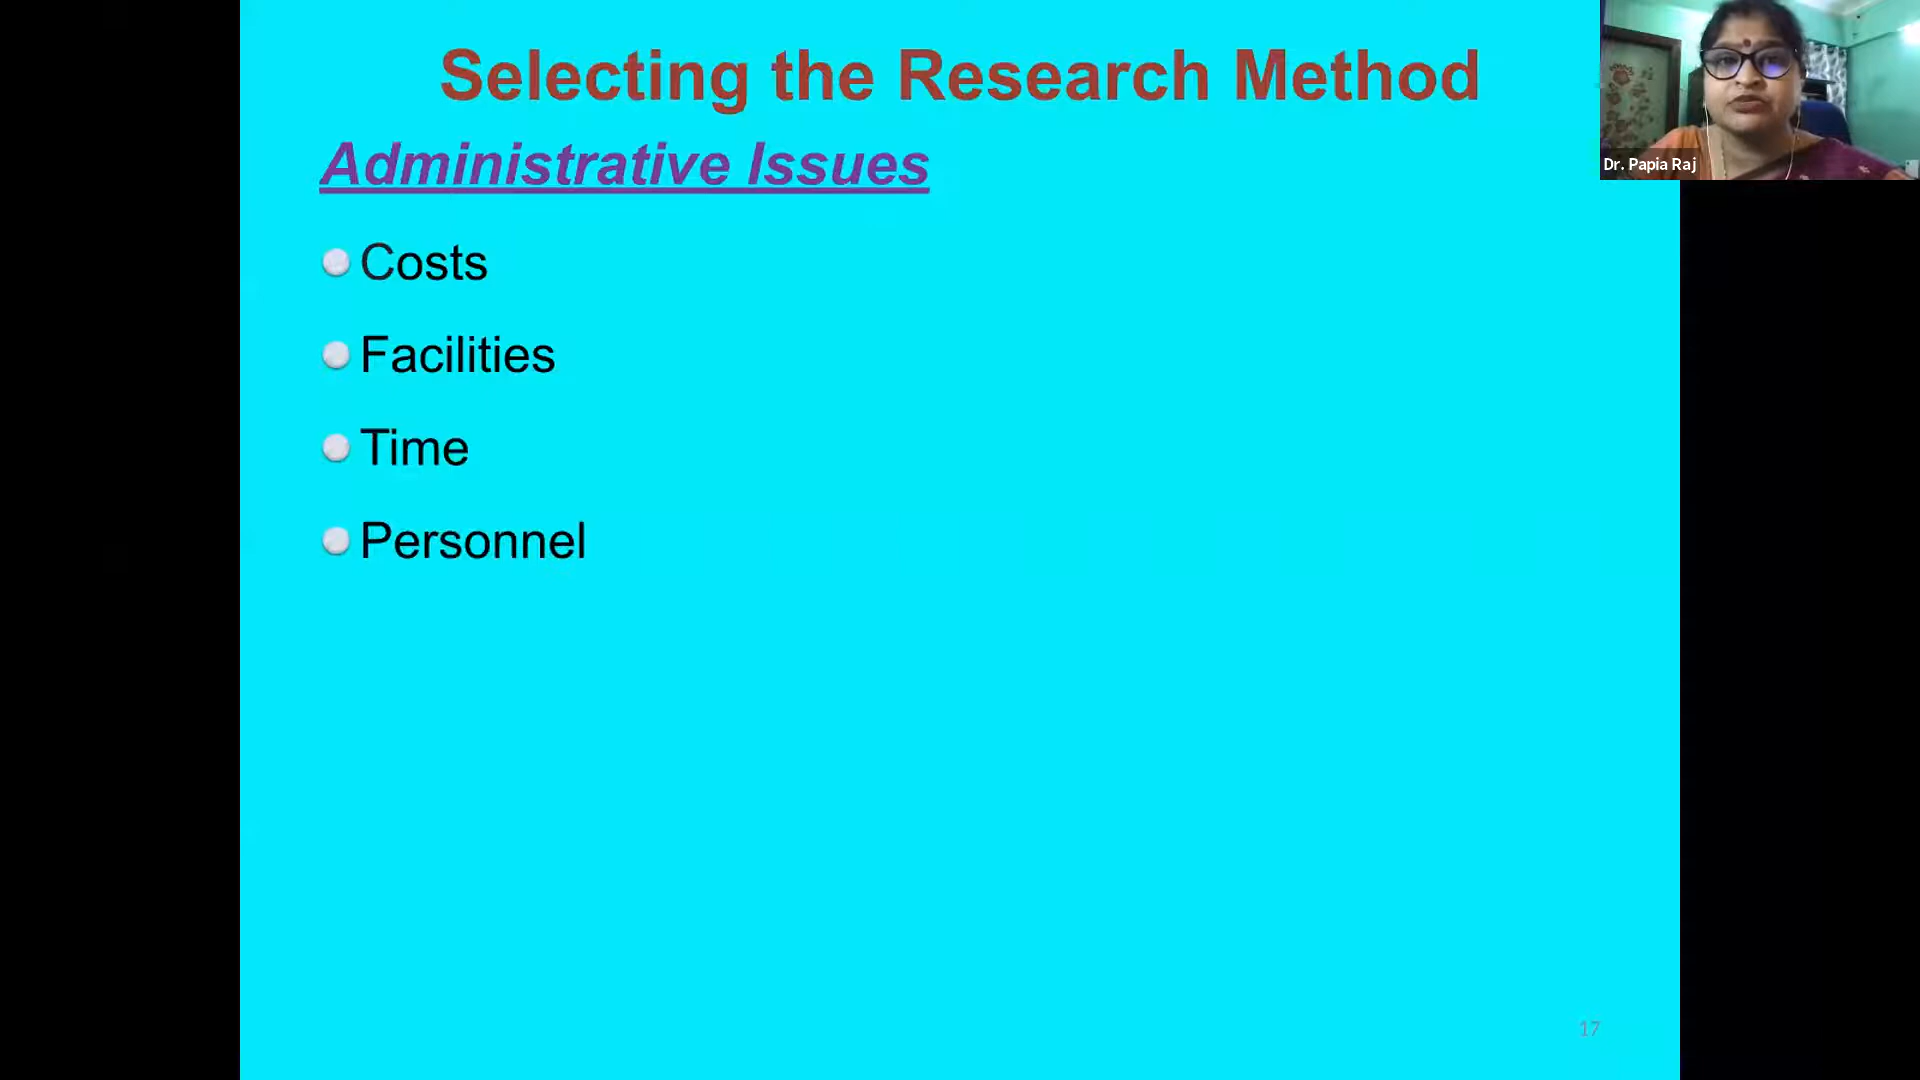 Selecting the Research Method
Administrative Issues
Costs
Facilities
Time
Personnel
Dr. Papia Raj
17